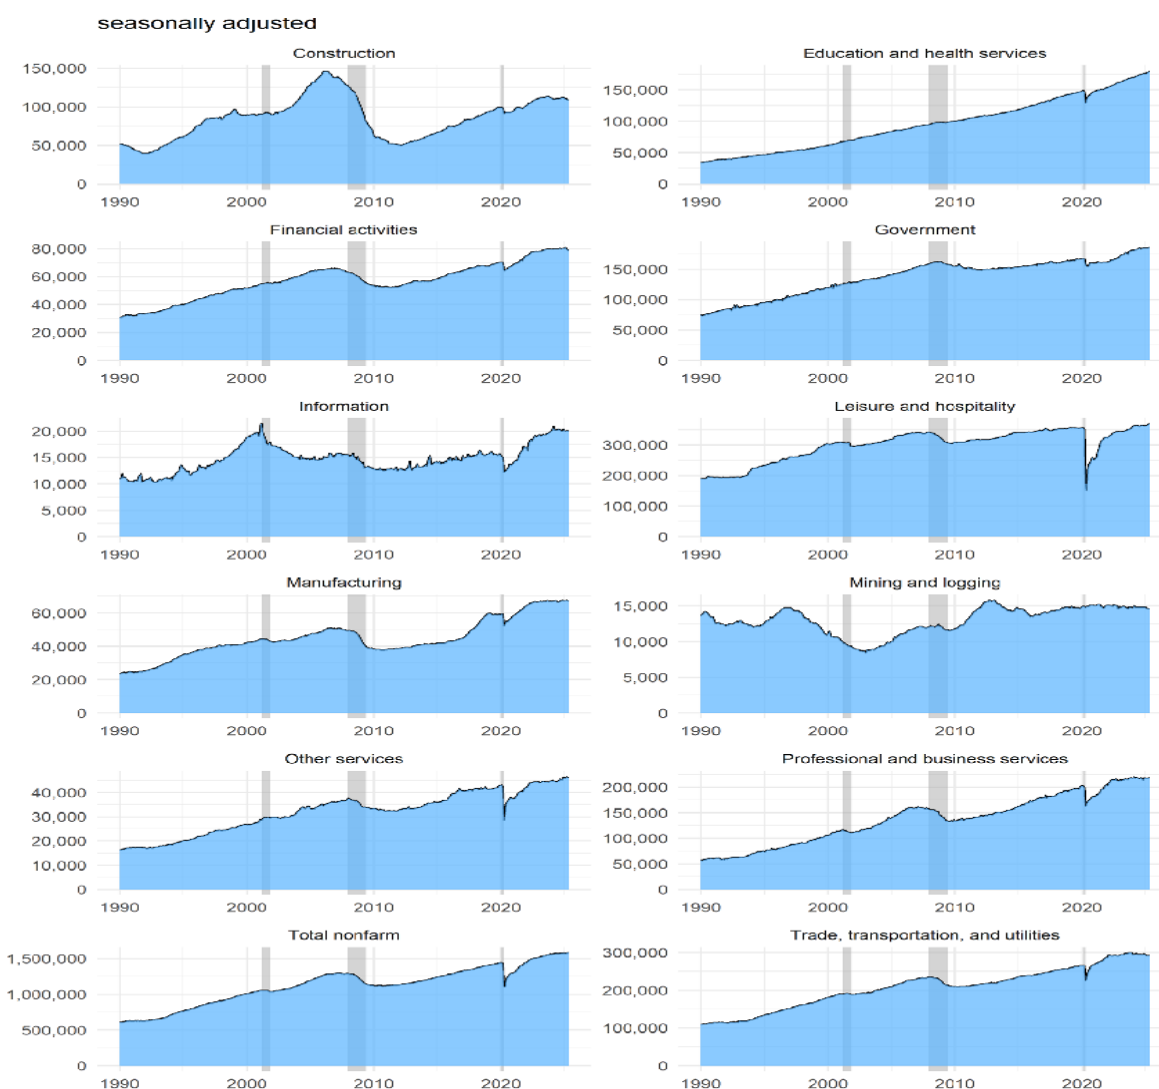 seasonally adjusted
Construction
150,000
100,000
50,000
0
1990 2000 2010 2020
Education and health services
150,000
100,000
50,000
0
1990 2000 2010 2020
Financial activities
80,000
60,000
40,000
20,000
0
1990 2000 2010 2020
Government
150,000
100,000
50,000
0
1990 2000 2010 2020
Information
20,000
15,000
10,000
5,000
0
1990 2000 2010 2020
Leisure and hospitality
300,000
200,000
100,000
0
1990 2000 2010 2020
Manufacturing
60,000
40,000
20,000
0
1990 2000 2010 2020
Mining and logging
15,000
10,000
5,000
0
1990 2000 2010 2020
Other services
40,000
30,000
20,000
10,000
0
1990 2000 2010 2020
Professional and business services
200,000
150,000
100,000
50,000
0
1990 2000 2010 2020
Total nonfarm
1,500,000
1,000,000
500,000
0
1990 2000 2010 2020
Trade, transportation, and utilities
300,000
200,000
100,000
0
1990 2000 2010 2020